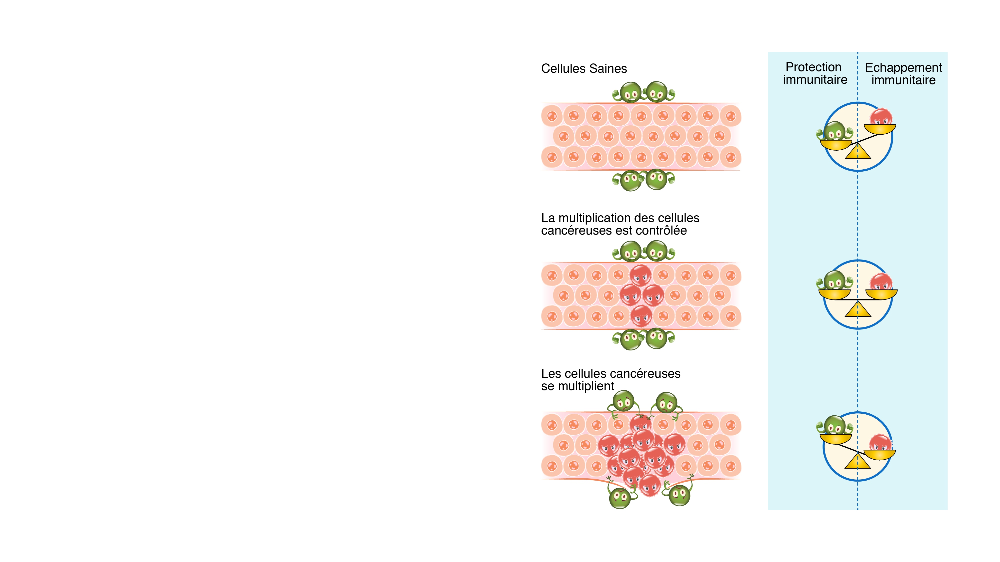 Cellules Saines
Protection
immunitaire
Echappement
immunitaire
La multiplication des cellules
cancéreuses est contrôlée
Les cellules cancéreuses
se multiplient